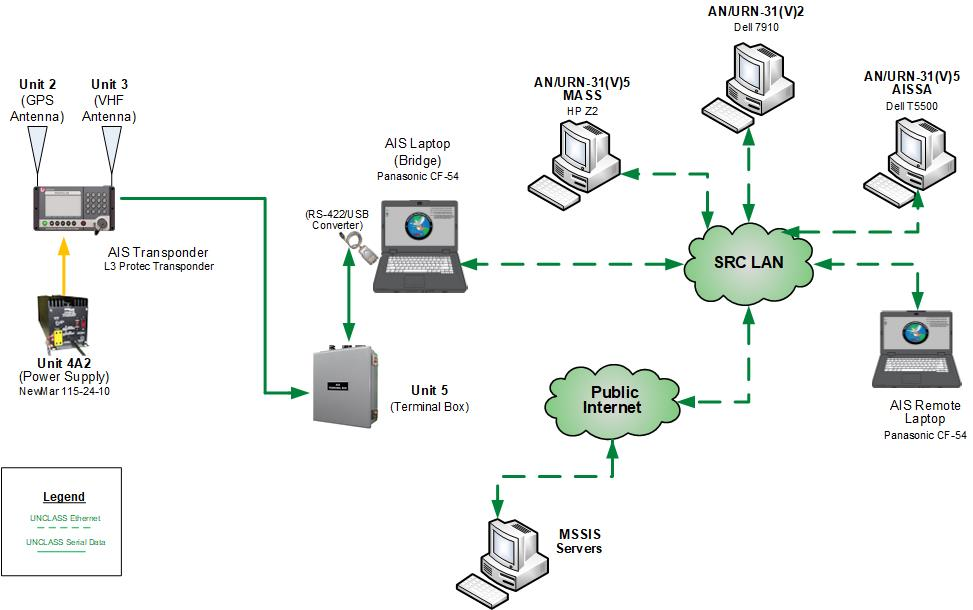 AN/URN-31(V)2
Dell 7910
AN/URN-31(V)5
MASS
HP Z2
AN/URN-31(V)5
AISSA
Dell T5500
Unit 2
(GPS
Antenna)
Unit 3
(VHF
Antenna)
AIS Laptop
(Bridge)
Panasonic CF-54
(RS-422/USB
Converter)
AIS Transponder
L3 Protec Transponder
SRC LAN
Unit 4A2
(Power Supply)
NewMar 115-24-10
Unit 5
(Terminal Box)
Public
Internet
AIS Remote
Laptop
Panasonic CF-54
Legend
UNCLASS Ethernet
UNCLASS Serial Data
MSSIS
Servers